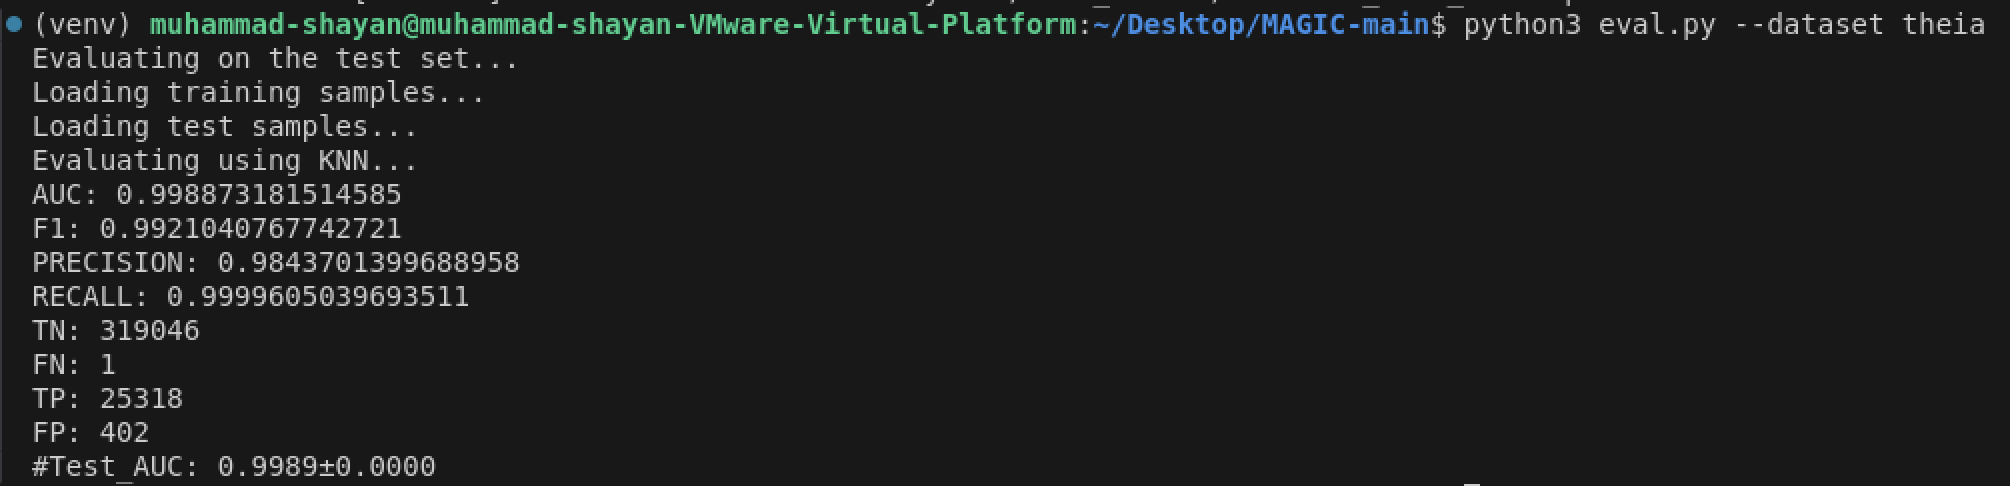 (venv) muhammad-shayan@muhammad-shayan-VMware-Virtual-Platform:~/Desktop/MAGIC-main$ python3 eval.py --dataset theia
Evaluating on the test set...
Loading training samples...
Loading test samples...
Evaluating using KNN...
AUC: 0.998873181514585
F1: 0.9921040767742721
PRECISION: 0.9843701399688958
RECALL: 0.9999605039693511
TN: 319046
FN: 1
TP: 25318
FP: 402
#Test_AUC: 0.9989±0.0000